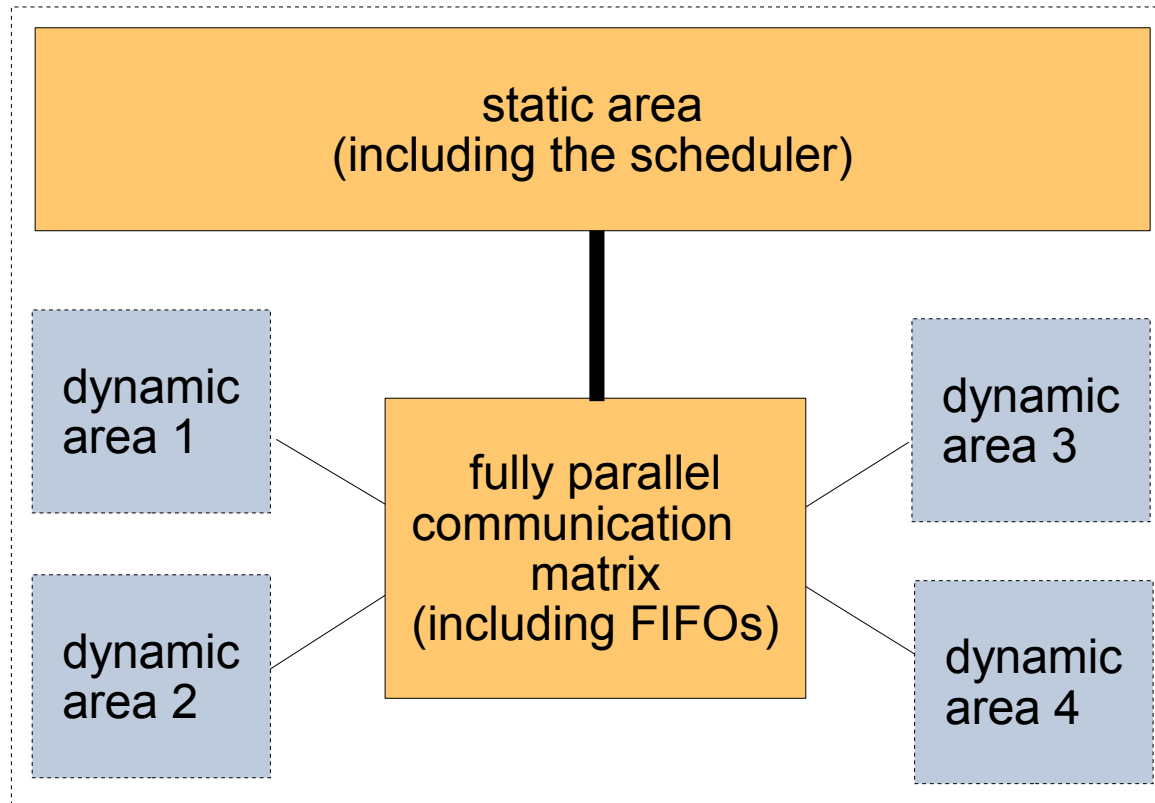 static area
(including the scheduler)
dynamic
area 1
dynamic
area 3
fully parallel
communication
matrix
(including FIFOs)
dynamic
area 2
dynamic
area 4